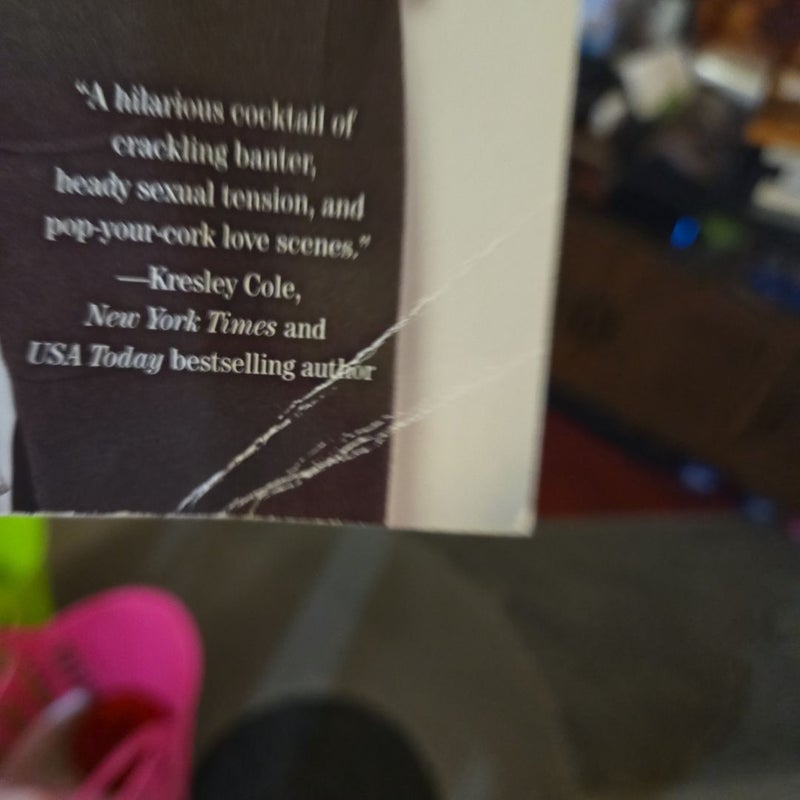 “A hilarious cocktail of
crackling banter,
heady sexual tension, and
pop-your-cork love scenes.”
—Kresley Cole,
New York Times and
USA Today bestselling author